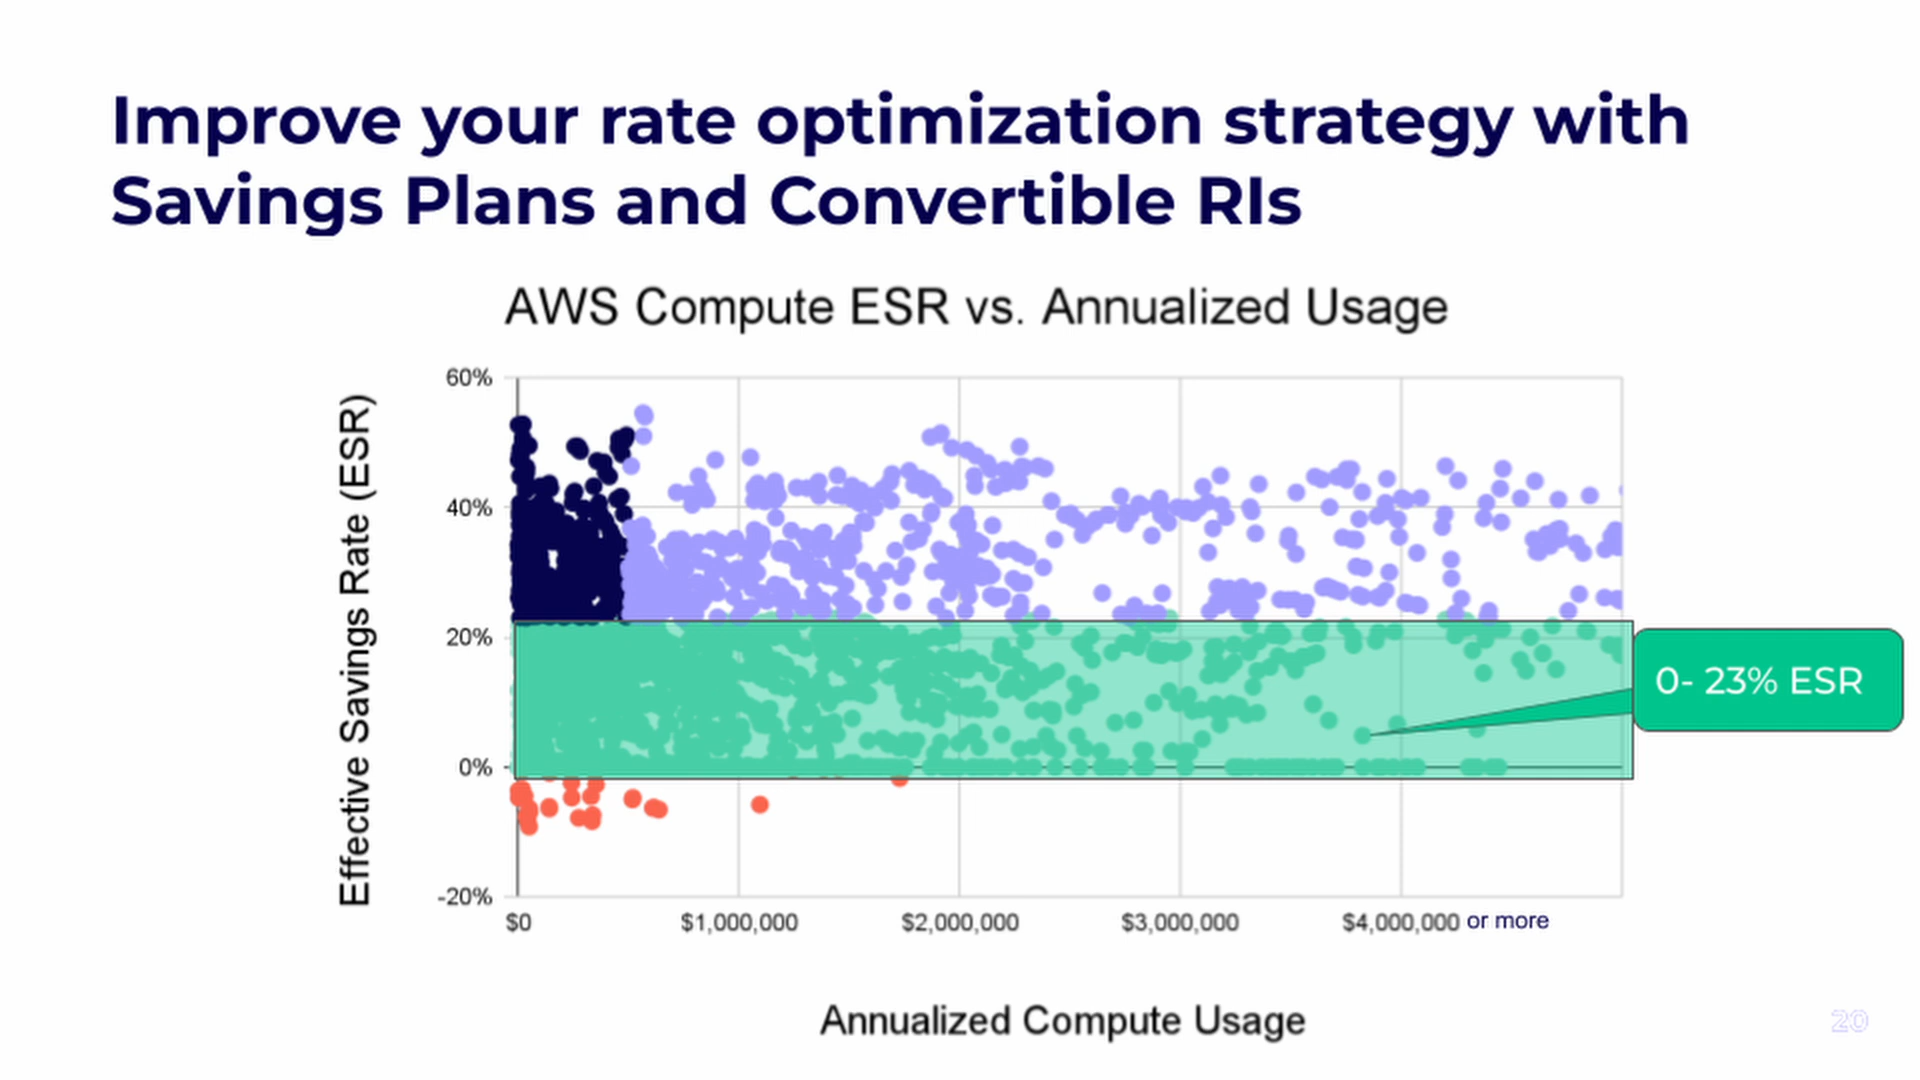 Improve your rate optimization strategy with
Savings Plans and Convertible RIs
AWS Compute ESR vs. Annualized Usage
Effective Savings Rate (ESR)
60%
40%
20%
0%
-20%
0- 23% ESR
$0
$1,000,000
$2,000,000
$3,000,000
$4,000,000 or more
Annualized Compute Usage
20